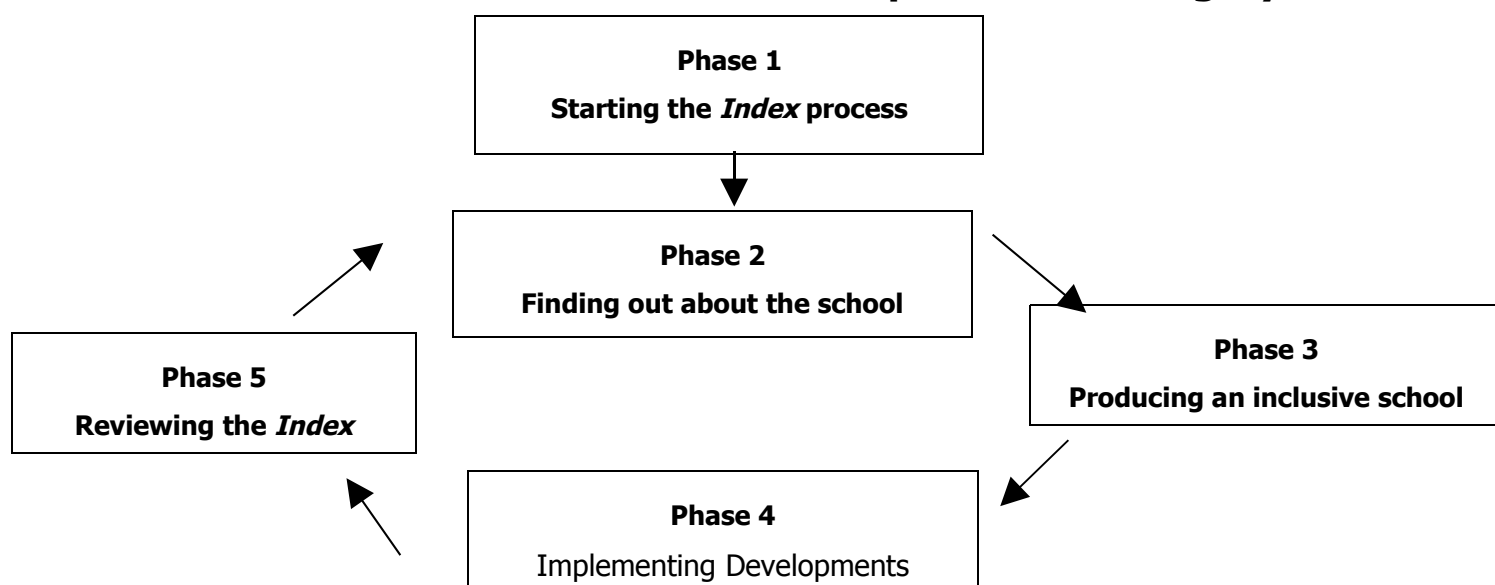 Phase 1
Starting the Index process
Phase 2
Finding out about the school
Phase 3
Producing an inclusive school
Phase 5
Reviewing the Index
Phase 4
Implementing Developments